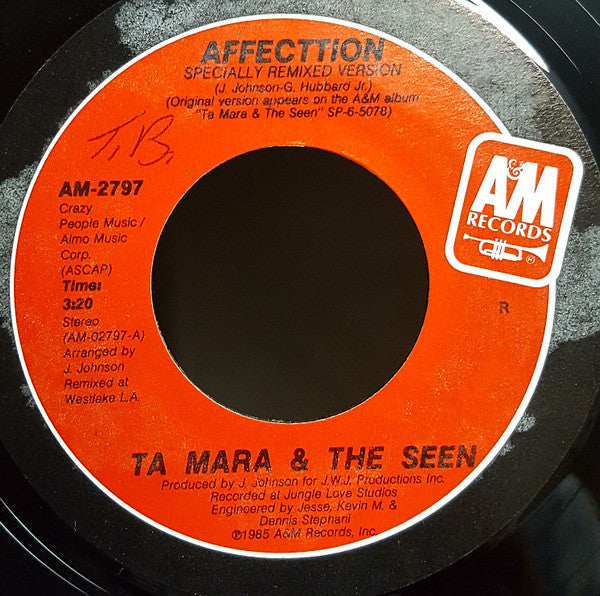 AFFECTTION
SPECIALLY REMIXED VERSION
(J. Johnson-G. Hubbard Jr.)
(Original version appears on the A&M album
"Ta Mara & The Seen" SP-6-5078)
T.B.
AM-2797
Crazy
People Music/
Almo Music
Corp.
(ASCAP)
Time:
3:20
Stereo
(AM-02797-A)
Arranged by
J. Johnson
Remixed at
Westlake L.A.
A&M
RECORDS
®
R
TA MARA & THE SEEN
Produced by J. Johnson for J.W.J. Productions Inc.
Recorded at Jungle Love Studios
Engineered by Jesse, Kevin M. &
Dennis Stephani
℗1985 A&M Records, Inc.